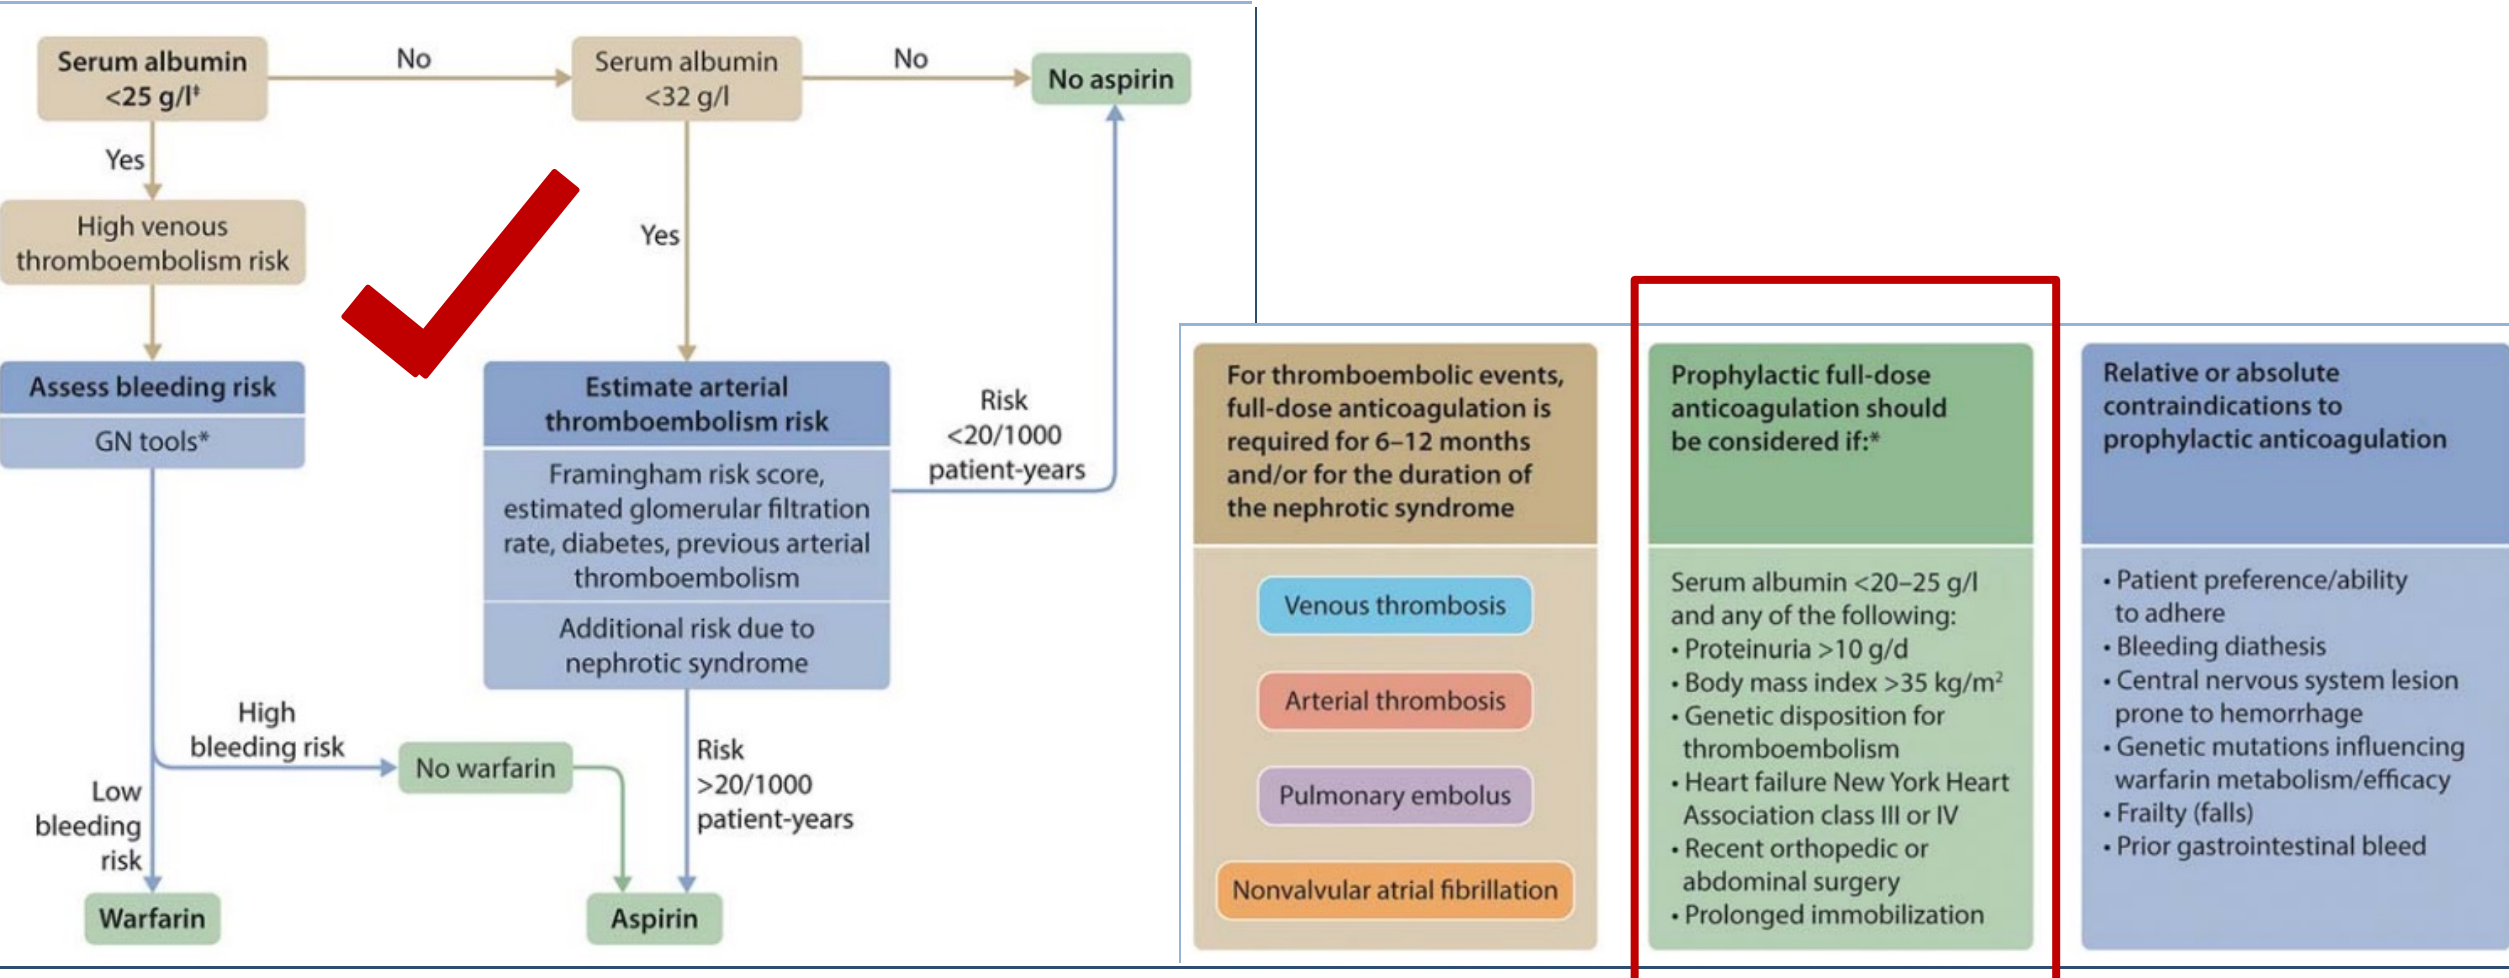 Serum albumin
<25 g/l‡
No
Serum albumin
<32 g/l
No
No aspirin
Yes
High venous
thromboembolism risk
Yes
Assess bleeding risk
GN tools*
Estimate arterial
thromboembolism risk
Framingham risk score,
estimated glomerular filtration
rate, diabetes, previous arterial
thromboembolism
Additional risk due to
nephrotic syndrome
Risk
<20/1000
patient-years
High
bleeding risk
No warfarin
Low
bleeding
risk
Risk
>20/1000
patient-years
Warfarin
Aspirin
For thromboembolic events,
full-dose anticoagulation is
required for 6–12 months
and/or for the duration of
the nephrotic syndrome
Venous thrombosis
Arterial thrombosis
Pulmonary embolus
Nonvalvular atrial fibrillation
Prophylactic full-dose
anticoagulation should
be considered if:*
Serum albumin <20–25 g/l
and any of the following:
• Proteinuria >10 g/d
• Body mass index >35 kg/m²
• Genetic disposition for
thromboembolism
• Heart failure New York Heart
Association class III or IV
• Recent orthopedic or
abdominal surgery
• Prolonged immobilization
Relative or absolute
contraindications to
prophylactic anticoagulation
• Patient preference/ability
to adhere
• Bleeding diathesis
• Central nervous system lesion
prone to hemorrhage
• Genetic mutations influencing
warfarin metabolism/efficacy
• Frailty (falls)
• Prior gastrointestinal bleed